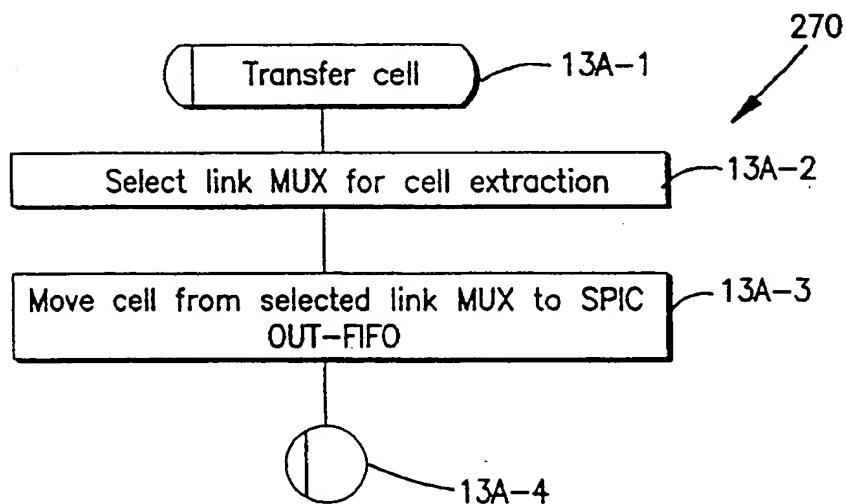 270
Transfer cell
13A-1
Select link MUX for cell extraction
13A-2
Move cell from selected link MUX to SPIC
OUT-FIFO
13A-3
13A-4